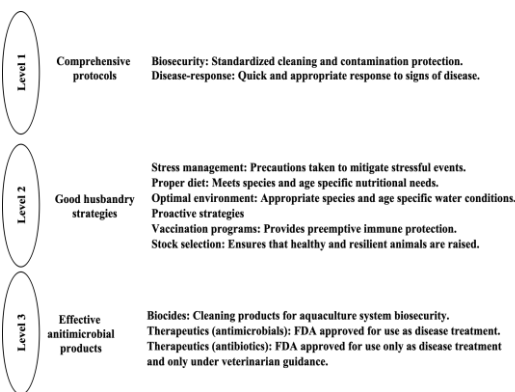 Level 1
Comprehensive
protocols
Biosecurity: Standardized cleaning and contamination protection.
Disease-response: Quick and appropriate response to signs of disease.
Level 2
Good husbandry
strategies
Stress management: Precautions taken to mitigate stressful events.
Proper diet: Meets species and age specific nutritional needs.
Optimal environment: Appropriate species and age specific water conditions.
Proactive strategies
Vaccination programs: Provides preemptive immune protection.
Stock selection: Ensures that healthy and resilient animals are raised.
Level 3
Effective
anitimicrobial
products
Biocides: Cleaning products for aquaculture system biosecurity.
Therapeutics (antimicrobials): FDA approved for use as disease treatment.
Therapeutics (antibiotics): FDA approved for use only as disease treatment
and only under veterinarian guidance.